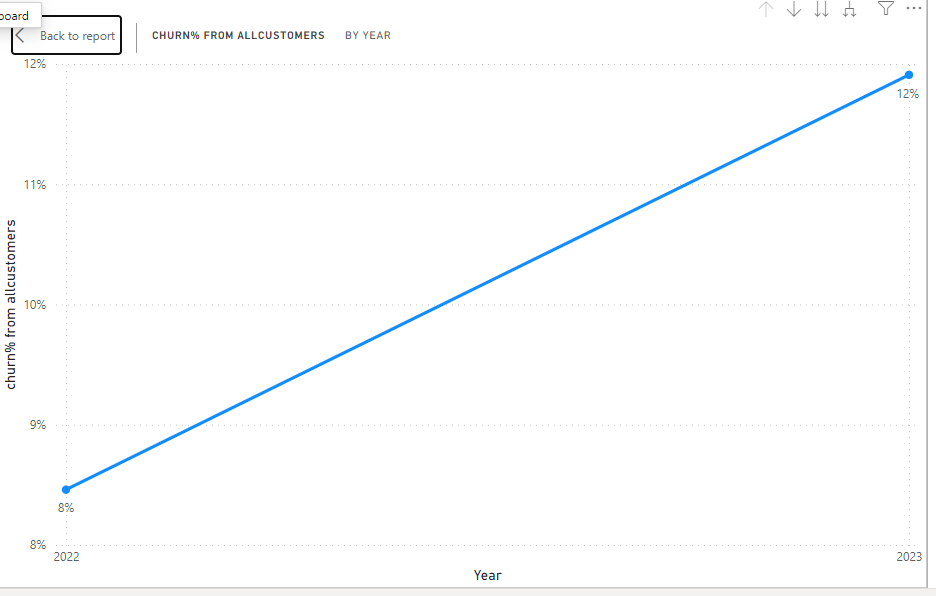 board
Back to report
CHURN% FROM ALLCUSTOMERS BY YEAR
12%
12%
11%
10%
9%
8%
8%
churn% from allcustomers
2022
2023
Year